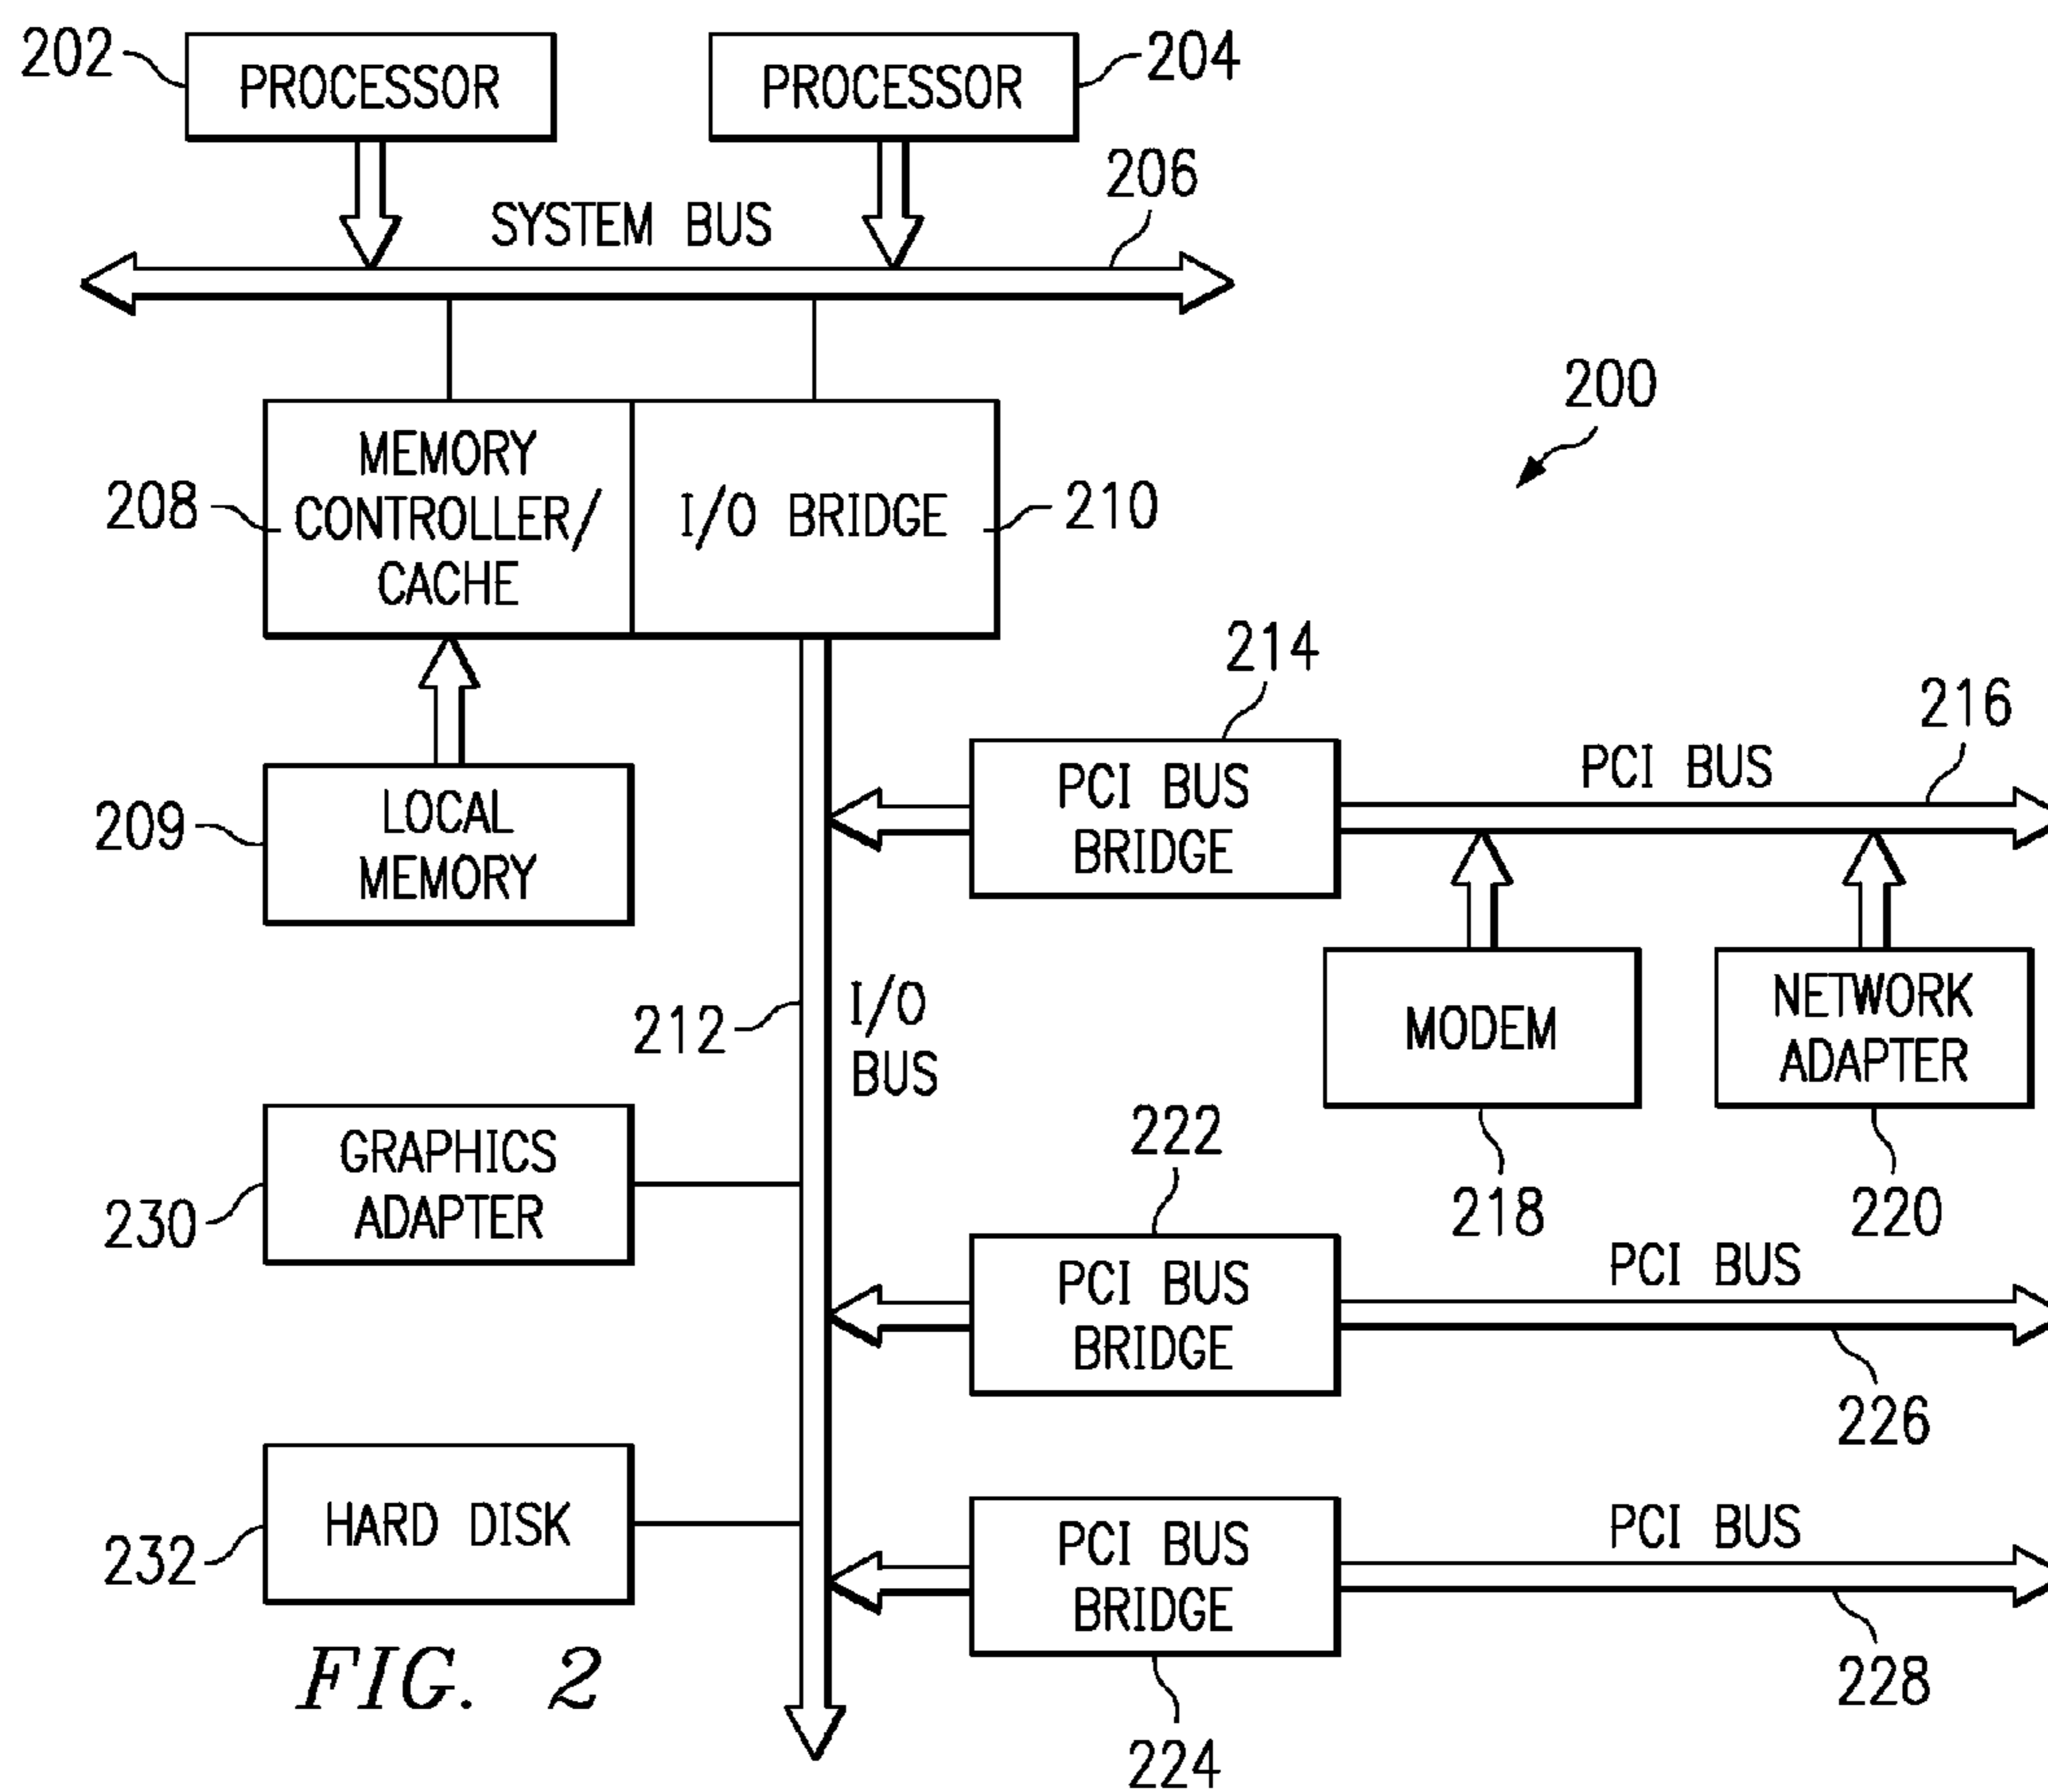 202
PROCESSOR
PROCESSOR
204
206
SYSTEM BUS
200
MEMORY
CONTROLLER/
CACHE
208
I/O BRIDGE
210
214
216
PCI BUS
PCI BUS
BRIDGE
LOCAL
MEMORY
209
212
I/O
BUS
MODEM
NETWORK
ADAPTER
218
220
222
GRAPHICS
ADAPTER
230
PCI BUS
BRIDGE
PCI BUS
226
HARD DISK
232
PCI BUS
BRIDGE
PCI BUS
228
224
FIG. 2